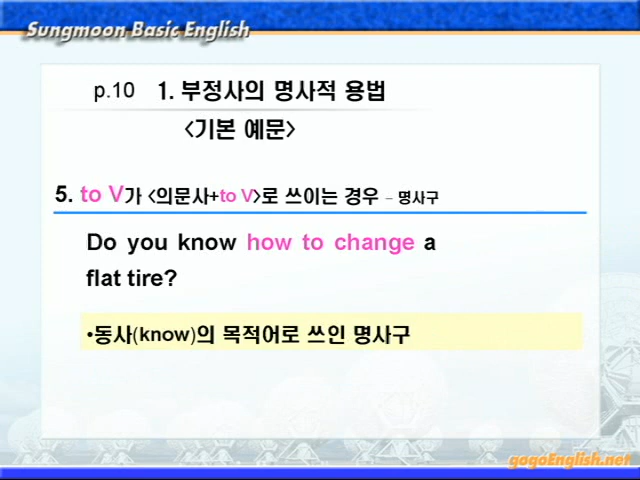 Sungmoon Basic English
p.10 1. 부정사의 명사적 용법
<기본 예문>
5. to V가 <의문사+to V>로 쓰이는 경우 – 명사구
Do you know how to change a
flat tire?
•동사(know)의 목적어로 쓰인 명사구
gogoEnglish.net